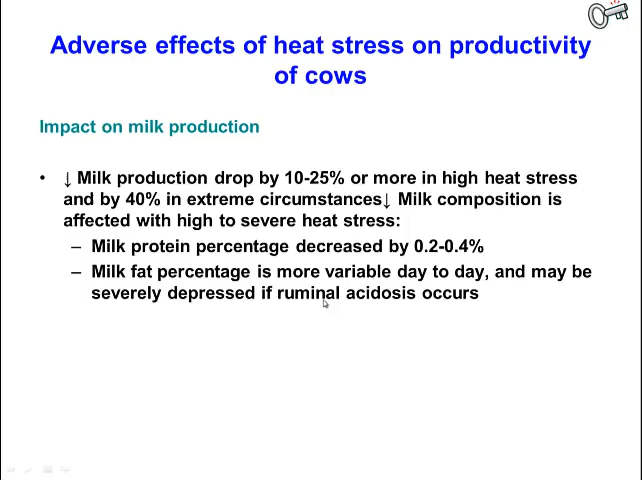 Adverse effects of heat stress on productivity
of cows
Impact on milk production
• ↓ Milk production drop by 10-25% or more in high heat stress
and by 40% in extreme circumstances↓ Milk composition is
affected with high to severe heat stress:
– Milk protein percentage decreased by 0.2-0.4%
– Milk fat percentage is more variable day to day, and may be
severely depressed if ruminal acidosis occurs